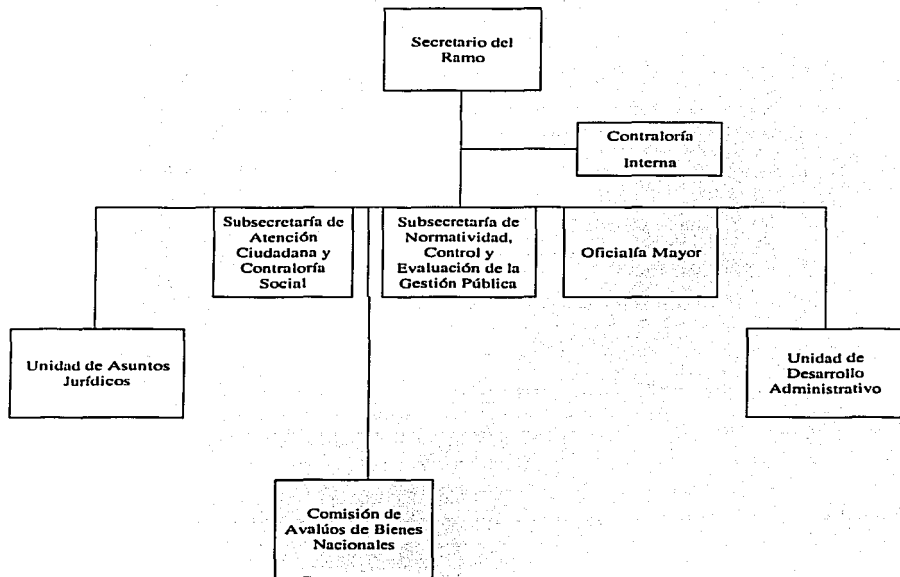 Secretario del
Ramo
Contraloría
Interna
Subsecretaría de
Atención
Ciudadana y
Contraloría
Social
Subsecretaría de
Normatividad,
Control y
Evaluación de la
Gestión Pública
Oficialía Mayor
Unidad de Asuntos
Jurídicos
Unidad de
Desarrollo
Administrativo
Comisión de
Avalúos de Bienes
Nacionales